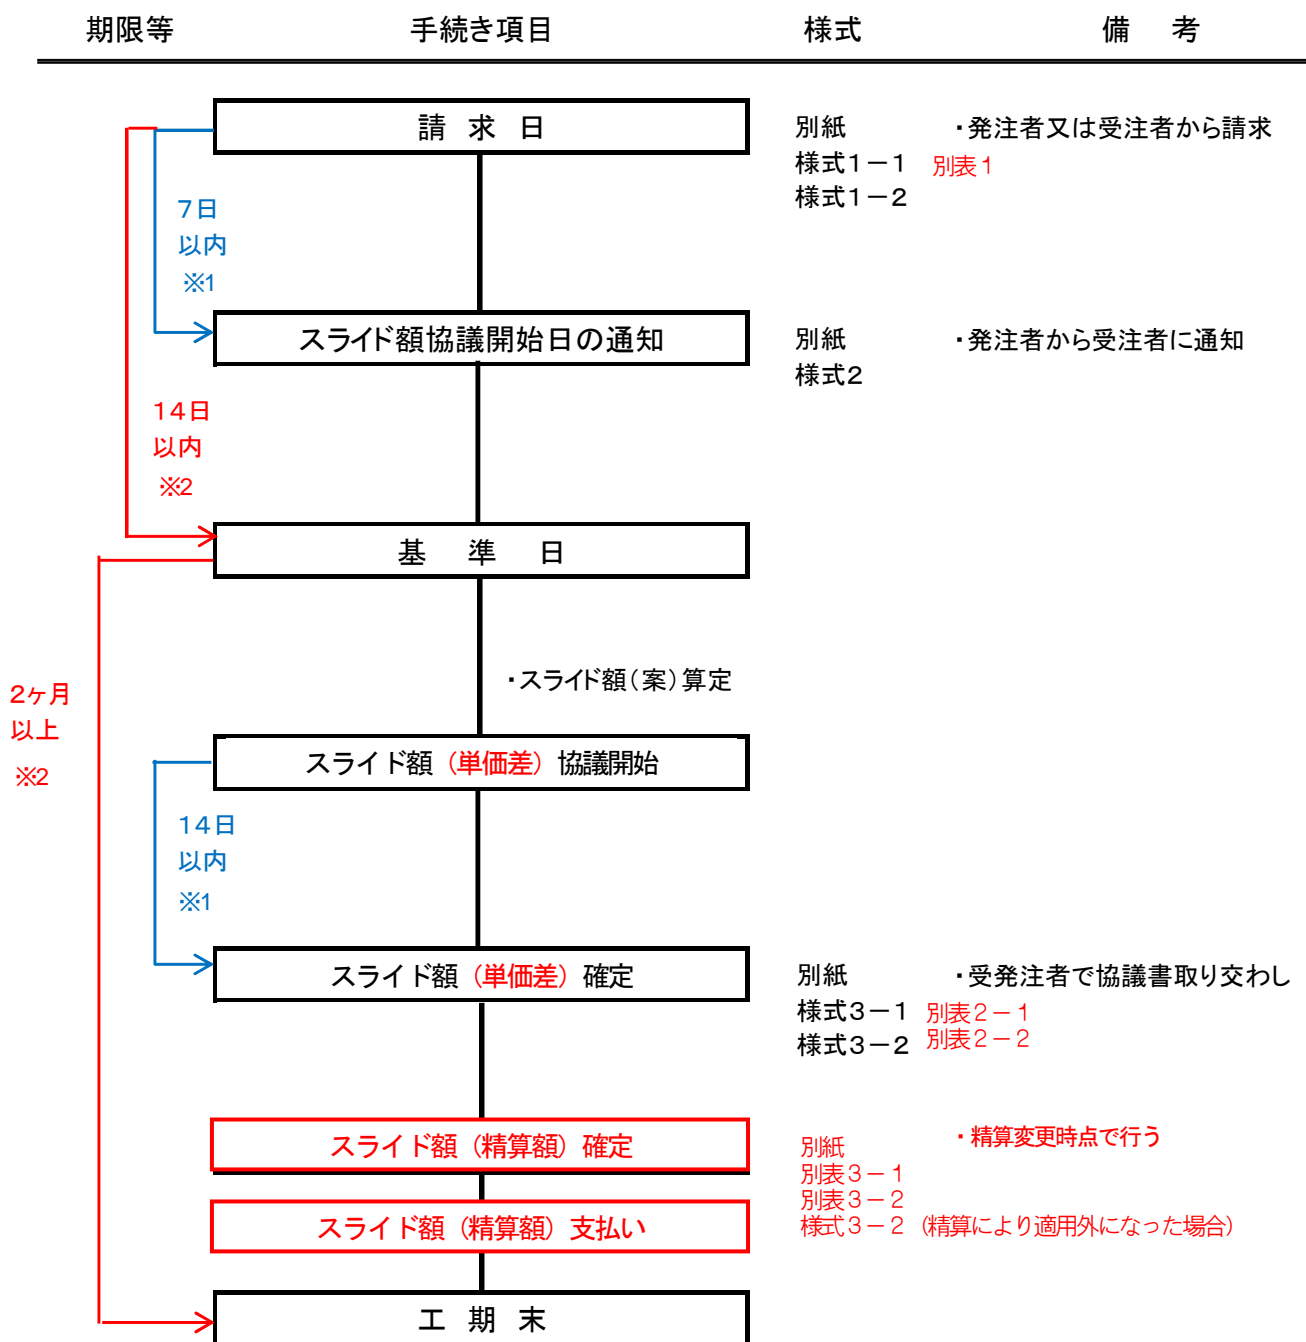 期限等 手続き項目 様式 備 考
請 求 日 別紙 ・発注者又は受注者から請求
様式1－1 別表１
様式1－2
7日
以内
※1
スライド額協議開始日の通知 別紙 ・発注者から受注者に通知
様式2
14日
以内
※2
基 準 日
・スライド額（案）算定
2ヶ月
以上
※2
スライド額（単価差）協議開始
14日
以内
※1
スライド額（単価差）確定 別紙 ・受発注者で協議書取り交わし
様式3－1 別表２－１
様式3－2 別表２－２
スライド額（精算額）確定 別紙 ・精算変更時点で行う
別表３－１
別表３－２
スライド額（精算額）支払い 様式３－２（精算により適用外になった場合）
工 期 末